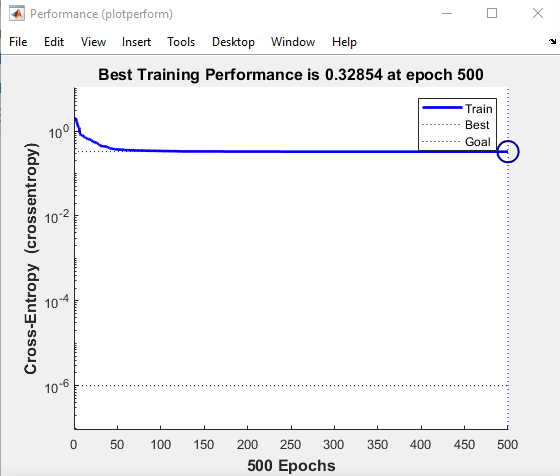 Performance (plotperform)
File Edit View Insert Tools Desktop Window Help
Best Training Performance is 0.32854 at epoch 500
Train
Best
Goal
10^0
10^-2
10^-4
10^-6
Cross-Entropy (crossentropy)
0 50 100 150 200 250 300 350 400 450 500
500 Epochs